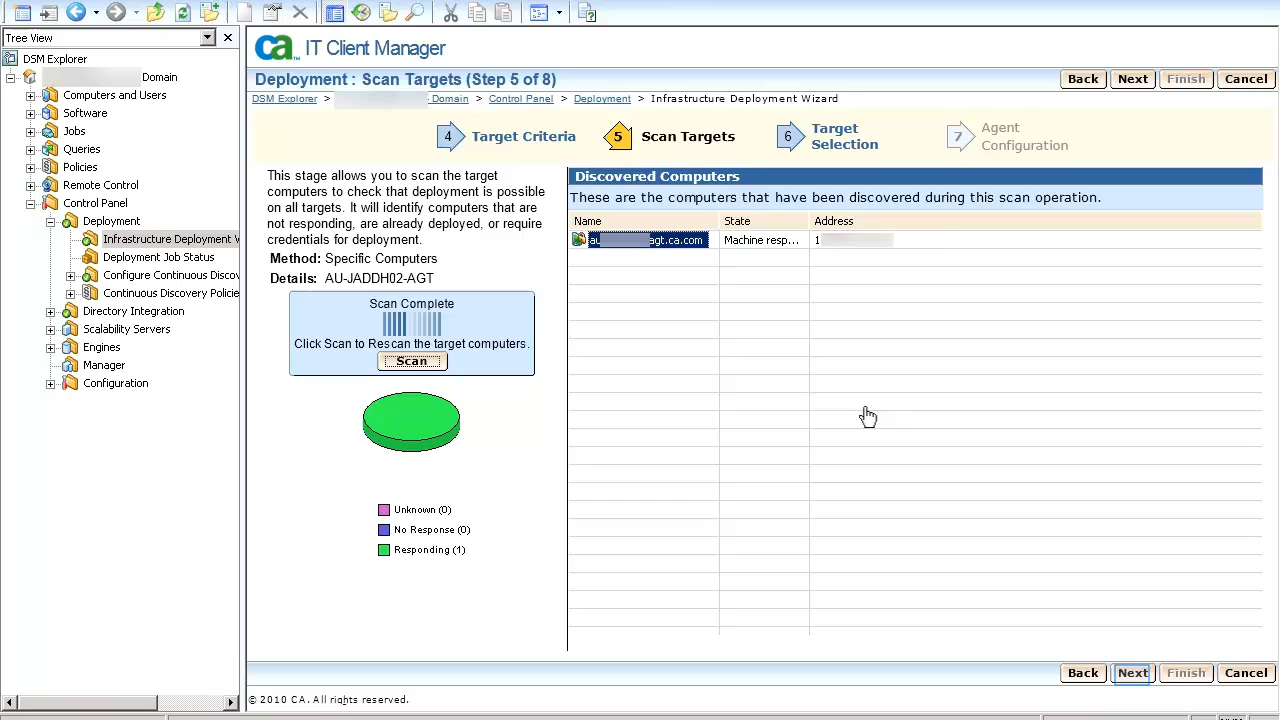 Tree View
DSM Explorer
Domain
Computers and Users
Software
Jobs
Queries
Policies
Remote Control
Control Panel
Deployment
Infrastructure Deployment
Deployment Job Status
Configure Continuous Disco
Continuous Discovery Policie
Directory Integration
Scalability Servers
Engines
Manager
Configuration
ca IT Client Manager
Deployment : Scan Targets (Step 5 of 8)
Back Next Finish Cancel
DSM Explorer > Domain > Control Panel > Deployment > Infrastructure Deployment Wizard
4 Target Criteria 5 Scan Targets 6 Target Selection 7 Agent Configuration
This stage allows you to scan the target
computers to check that deployment is possible
on all targets. It will identify computers that are
not responding, are already deployed, or require
credentials for deployment.
Method: Specific Computers
Details: AU-JADDH02-AGT
Scan Complete
Click Scan to Rescan the target computers.
Scan
Unknown (0)
No Response (0)
Responding (1)
Discovered Computers
These are the computers that have been discovered during this scan operation.
Name State Address
au agt.ca.com Machine resp... 1
Back Next Finish Cancel
© 2010 CA. All rights reserved.